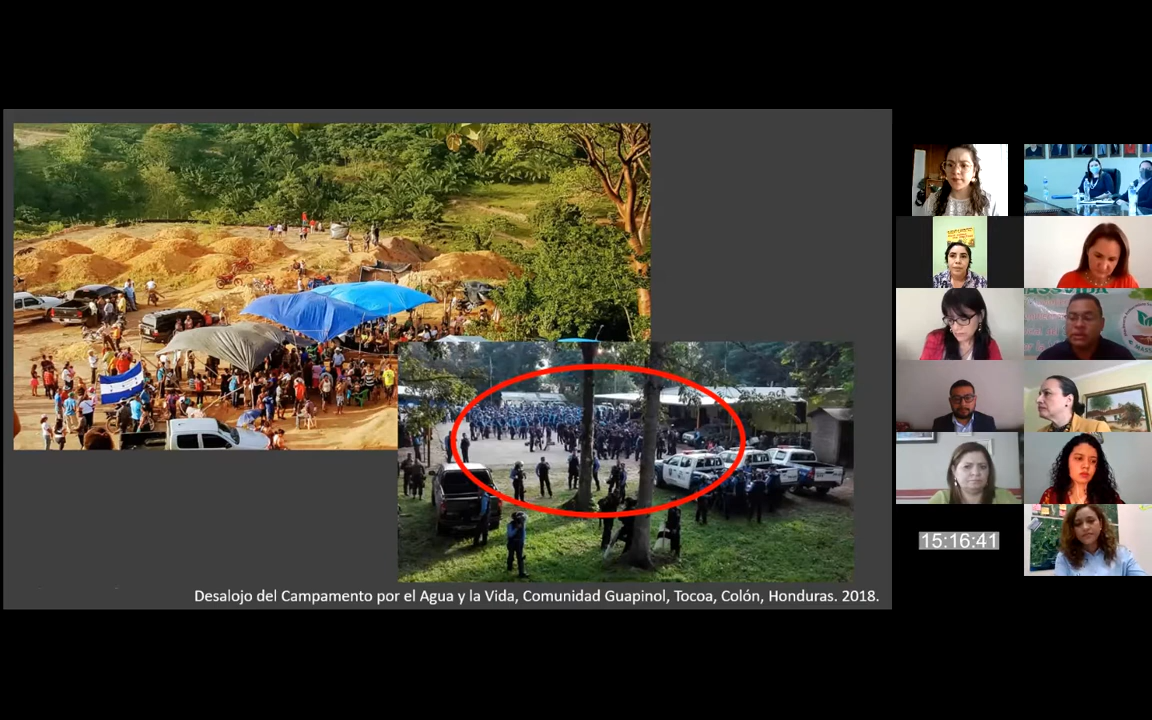 Desalojo del Campamento por el Agua y la Vida, Comunidad Guapinol, Tocoa, Colón, Honduras. 2018.
15:16:41